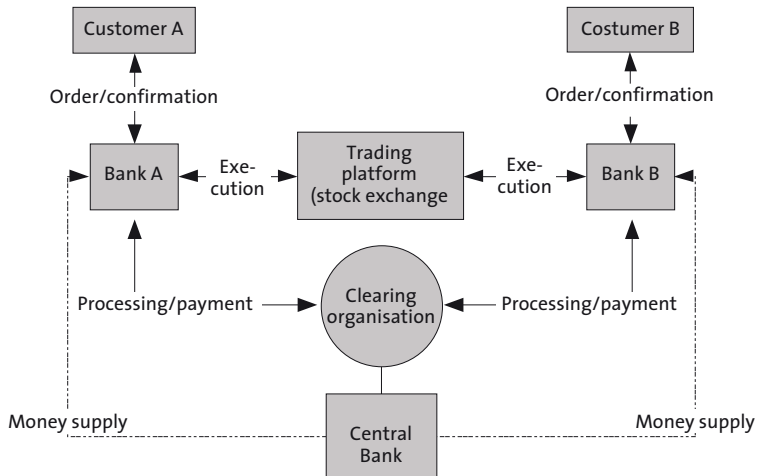 Customer A
Costumer B
Order/confirmation
Order/confirmation
Bank A
Exe-
cution
Trading
platform
(stock exchange
Exe-
cution
Bank B
Processing/payment
Clearing
organisation
Processing/payment
Money supply
Central
Bank
Money supply